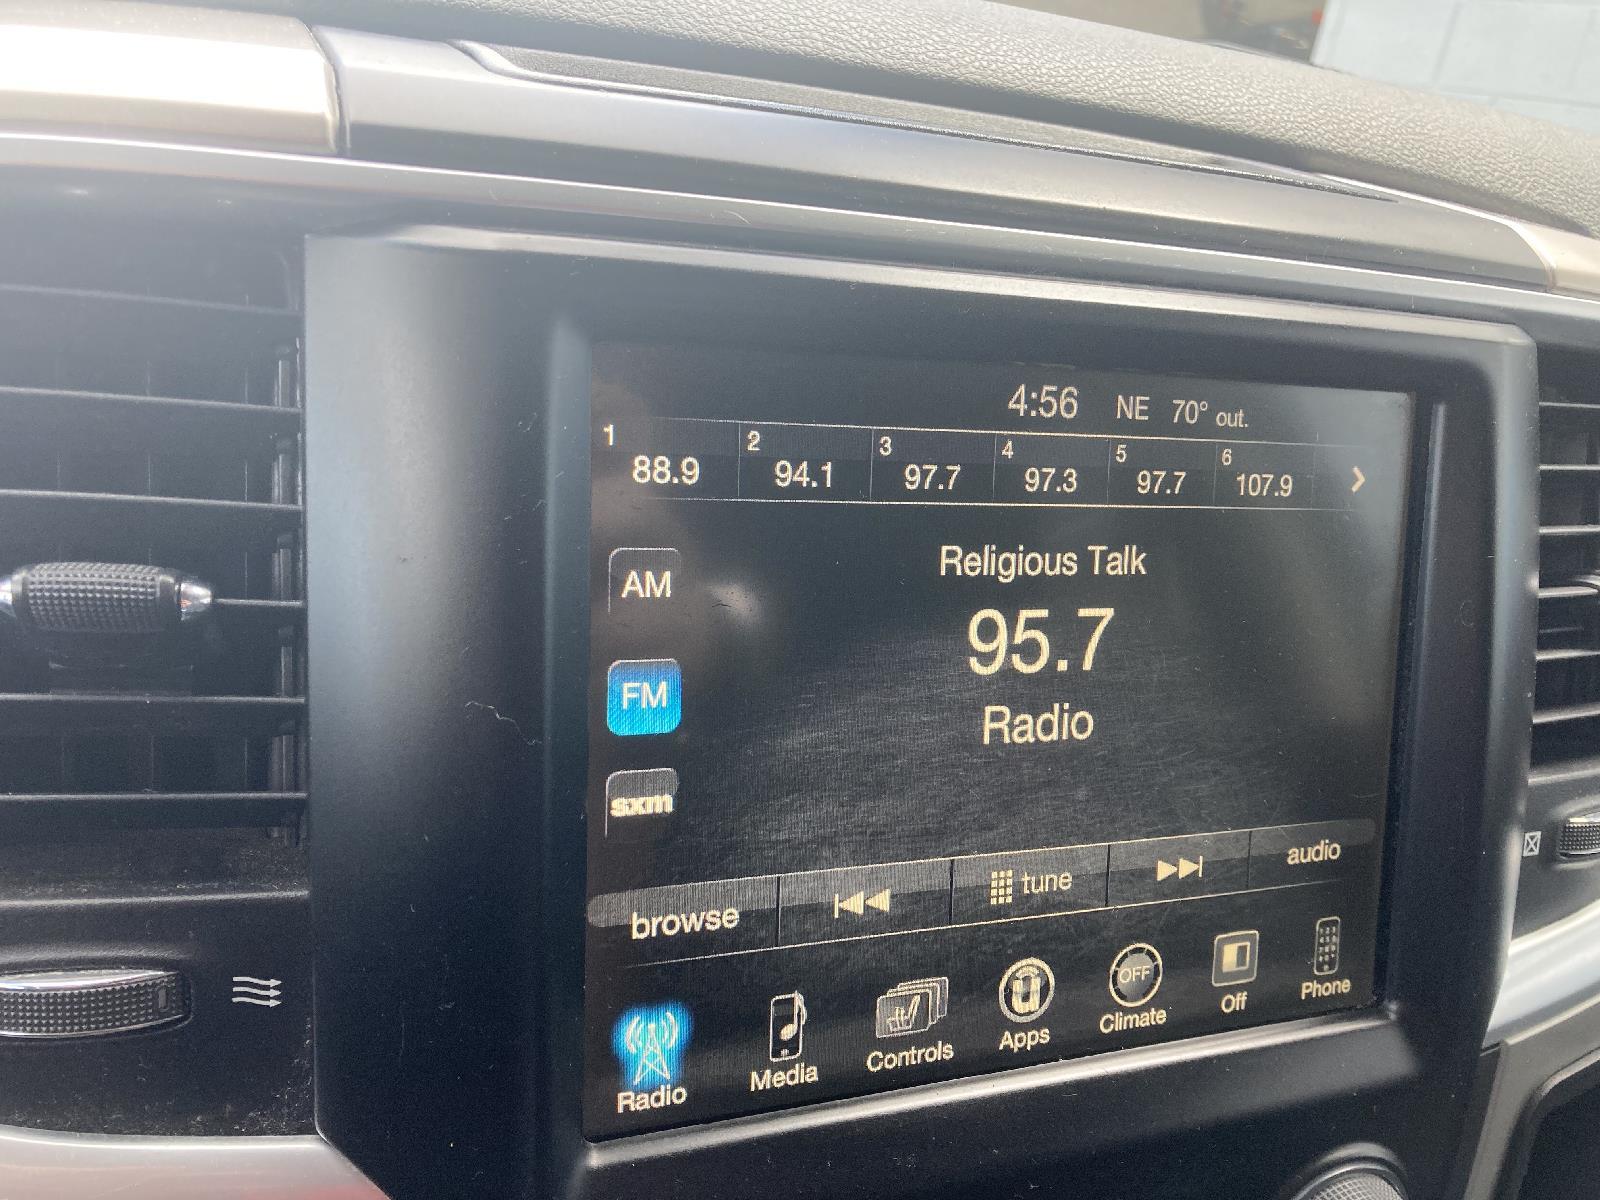 4:56 NE 70° out.
1 2 3 4 5 6
88.9 94.1 97.7 97.3 97.7 107.9
Religious Talk
AM
95.7
FM
Radio
sxm
browse tune audio
OFF
Radio Media Controls Apps Climate Off Phone